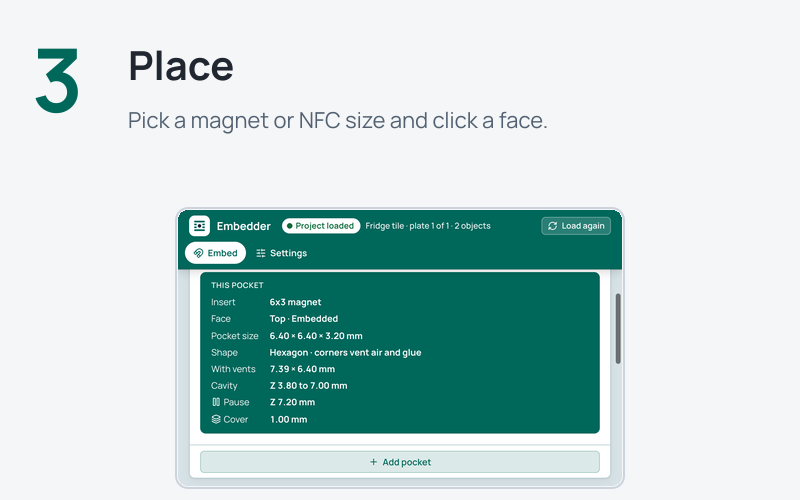 3
Place
Pick a magnet or NFC size and click a face.
Embedder
Project loaded
Fridge tile · plate 1 of 1 · 2 objects
Load again
Embed
Settings
THIS POCKET
Insert 6x3 magnet
Face Top · Embedded
Pocket size 6.40 × 6.40 × 3.20 mm
Shape Hexagon · corners vent air and glue
With vents 7.39 × 6.40 mm
Cavity Z 3.80 to 7.00 mm
Pause Z 7.20 mm
Cover 1.00 mm
+ Add pocket